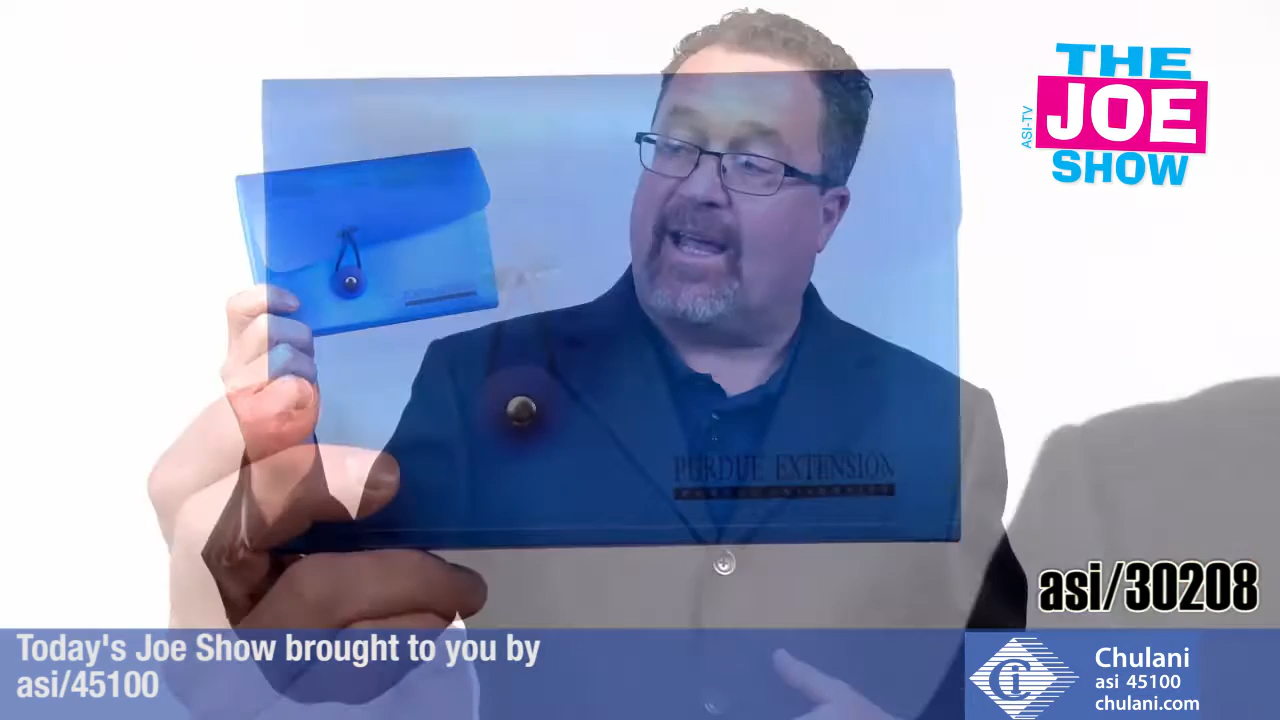 THE
JOE
SHOW
ASI-TV
PURDUE EXTENSION
asi/30208
Today's Joe Show brought to you by
asi/45100
Chulani
asi 45100
chulani.com